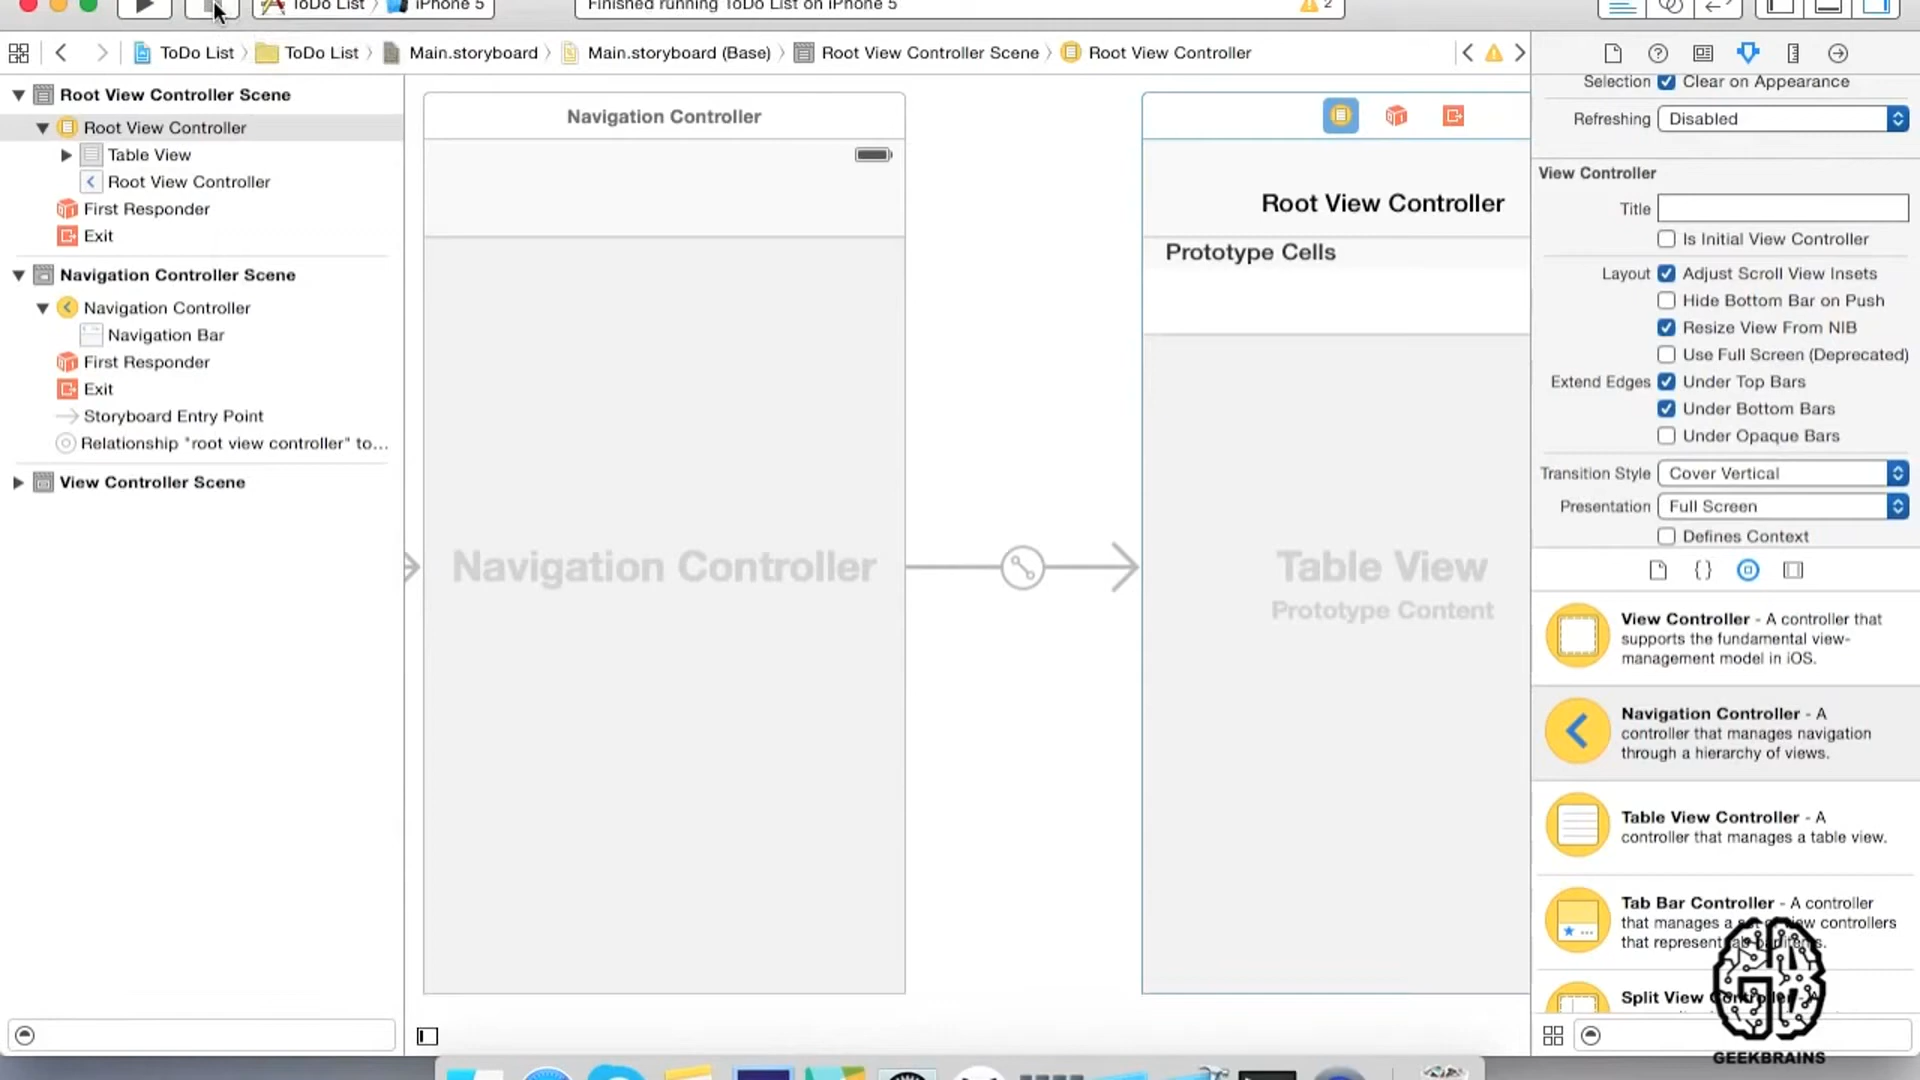 ToDo List iPhone 5 Finished running ToDo List on iPhone 5 2
ToDo List ToDo List Main.storyboard Main.storyboard (Base) Root View Controller Scene Root View Controller
Root View Controller Scene
Root View Controller
Table View
Root View Controller
First Responder
Exit
Navigation Controller Scene
Navigation Controller
Navigation Bar
First Responder
Exit
Storyboard Entry Point
Relationship "root view controller" to...
View Controller Scene
Navigation Controller
Navigation Controller
Root View Controller
Prototype Cells
Table View
Prototype Content
Selection Clear on Appearance
Refreshing Disabled
View Controller
Title
Is Initial View Controller
Layout Adjust Scroll View Insets
Hide Bottom Bar on Push
Resize View From NIB
Use Full Screen (Deprecated)
Extend Edges Under Top Bars
Under Bottom Bars
Under Opaque Bars
Transition Style Cover Vertical
Presentation Full Screen
Defines Context
View Controller - A controller that
supports the fundamental view-
management model in iOS.
Navigation Controller - A
controller that manages navigation
through a hierarchy of views.
Table View Controller - A
controller that manages a table view.
Tab Bar Controller - A controller
that manages a set of view controllers
that represent tab bar items.
Split View Controller - A
GEEKBRAINS